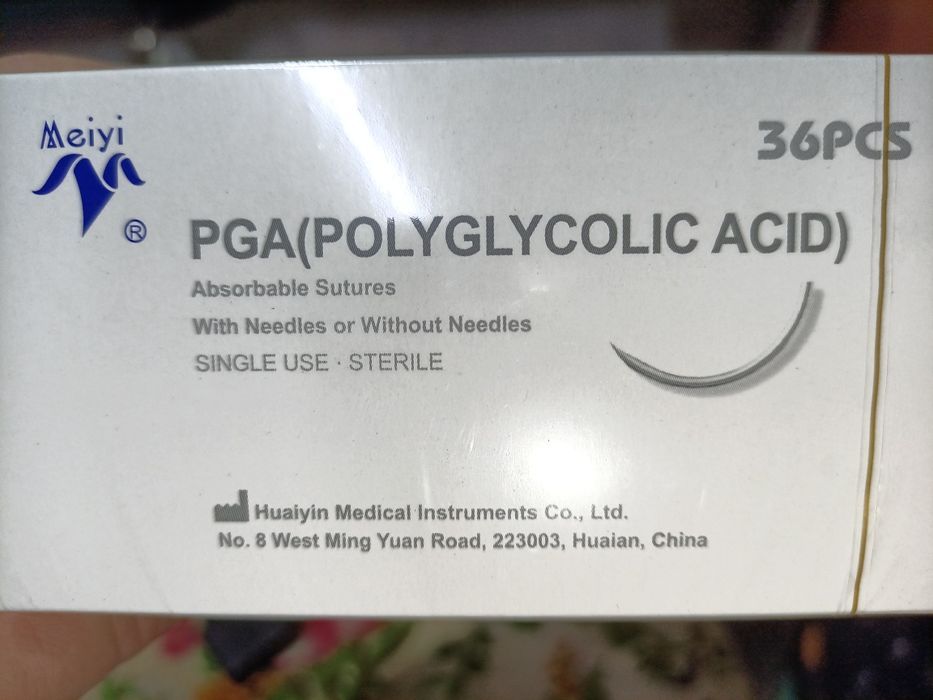 Meiyi
®
36PCS
PGA(POLYGLYCOLIC ACID)
Absorbable Sutures
With Needles or Without Needles
SINGLE USE · STERILE
Huaiyin Medical Instruments Co., Ltd.
No. 8 West Ming Yuan Road, 223003, Huaian, China